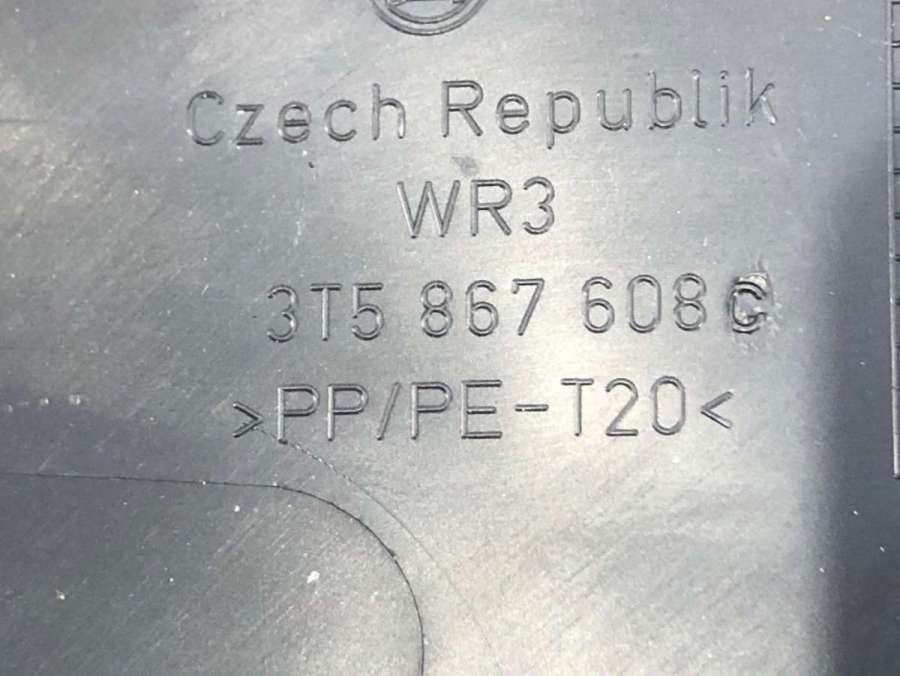 Czech Republik
WR3
3T5 867 608 C
>PP/PE-T20<